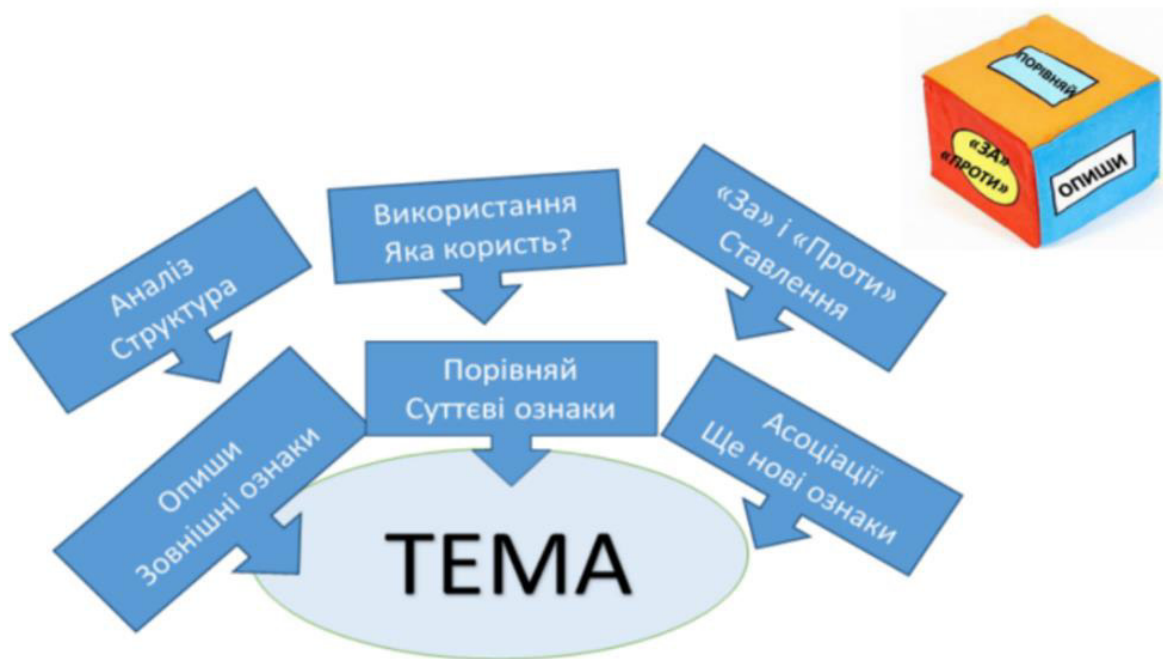 ПОРІВНЯЙ
«ЗА»
«ПРОТИ»
ОПИШИ
Аналіз
Структура
Використання
Яка користь?
«За» і «Проти»
Ставлення
Опиши
Зовнішні ознаки
Порівняй
Суттєві ознаки
Асоціації
Ще нові ознаки
ТЕМА